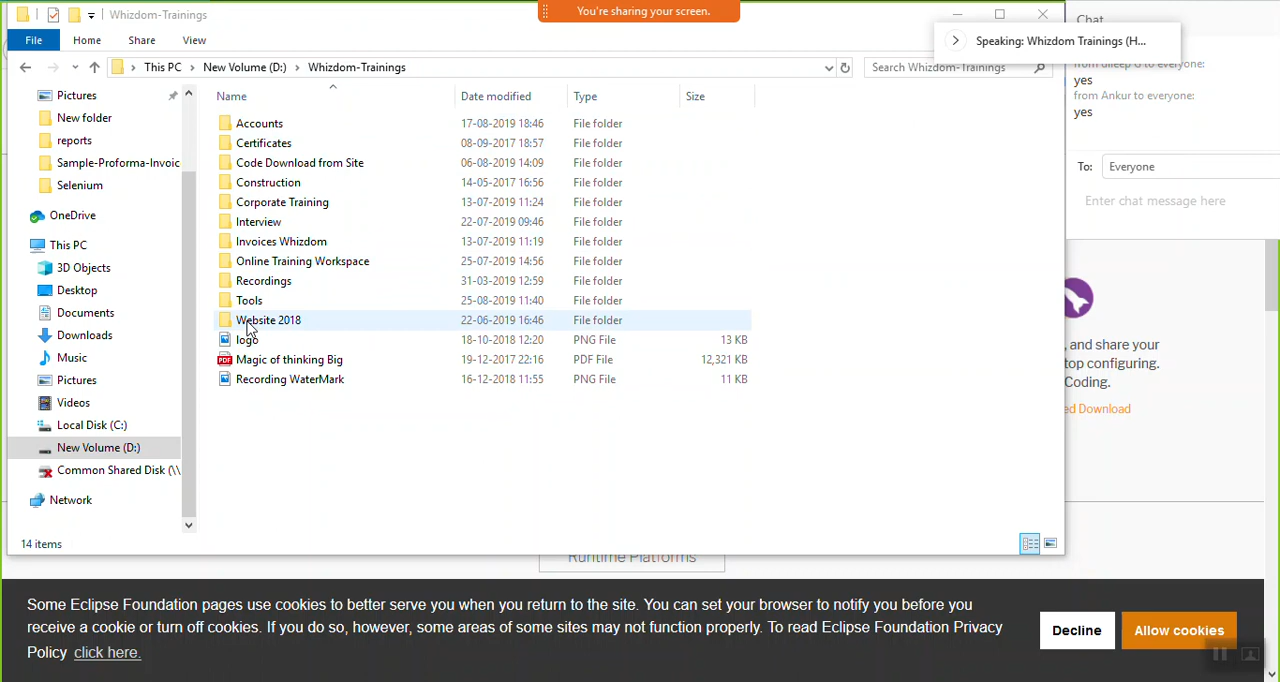 Whizdom-Trainings
You're sharing your screen.
Chat
File Home Share View
Speaking: Whizdom Trainings (H...
from dileep G to everyone:
yes
from Ankur to everyone:
yes
This PC > New Volume (D:) > Whizdom-Trainings
Search Whizdom-Trainings
To: Everyone
Enter chat message here
Name Date modified Type Size
Pictures
New folder
reports
Sample-Proforma-Invoic
Selenium
OneDrive
This PC
3D Objects
Desktop
Documents
Downloads
Music
Pictures
Videos
Local Disk (C:)
New Volume (D:)
Common Shared Disk (\\
Network
Accounts 17-08-2019 18:46 File folder
Certificates 08-09-2017 18:57 File folder
Code Download from Site 06-08-2019 14:09 File folder
Construction 14-05-2017 16:56 File folder
Corporate Training 13-07-2019 11:24 File folder
Interview 22-07-2019 09:46 File folder
Invoices Whizdom 13-07-2019 11:19 File folder
Online Training Workspace 25-07-2019 14:56 File folder
Recordings 31-03-2019 12:59 File folder
Tools 25-08-2019 11:40 File folder
Website 2018 22-06-2019 16:46 File folder
logo 18-10-2018 12:20 PNG File 13 KB
Magic of thinking Big 19-12-2017 22:16 PDF File 12,321 KB
Recording WaterMark 16-12-2018 11:55 PNG File 11 KB
14 items
, and share your
top configuring.
Coding.
ed Download
Runtime Platforms
Some Eclipse Foundation pages use cookies to better serve you when you return to the site. You can set your browser to notify you before you
receive a cookie or turn off cookies. If you do so, however, some areas of some sites may not function properly. To read Eclipse Foundation Privacy
Policy click here.
Decline
Allow cookies